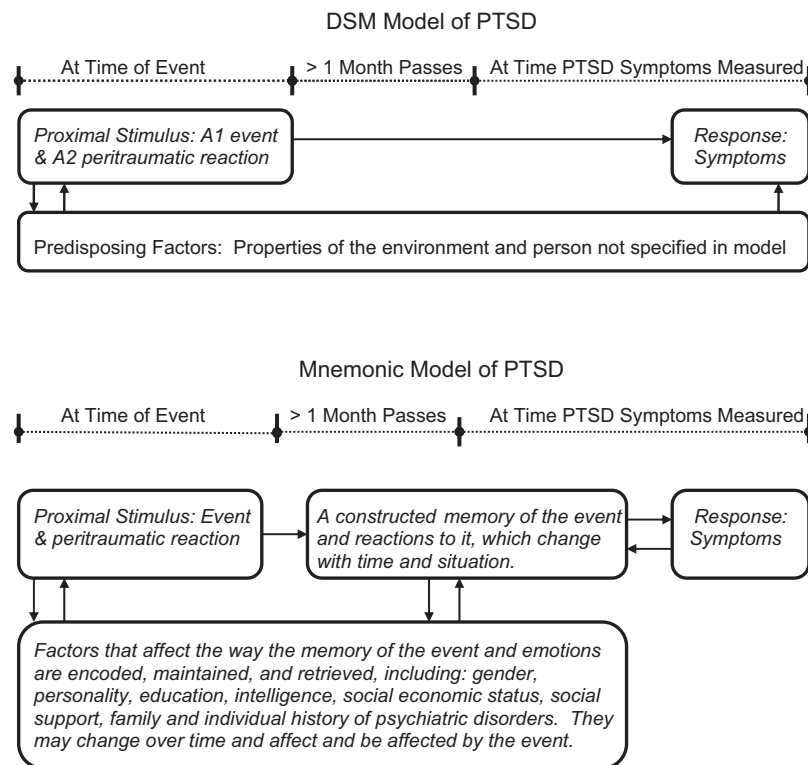 DSM Model of PTSD
At Time of Event
> 1 Month Passes
At Time PTSD Symptoms Measured
Proximal Stimulus: A1 event
& A2 peritraumatic reaction
Response:
Symptoms
Predisposing Factors: Properties of the environment and person not specified in model
Mnemonic Model of PTSD
At Time of Event
> 1 Month Passes
At Time PTSD Symptoms Measured
Proximal Stimulus: Event
& peritraumatic reaction
A constructed memory of the event
and reactions to it, which change
with time and situation.
Response:
Symptoms
Factors that affect the way the memory of the event and emotions
are encoded, maintained, and retrieved, including: gender,
personality, education, intelligence, social economic status, social
support, family and individual history of psychiatric disorders. They
may change over time and affect and be affected by the event.